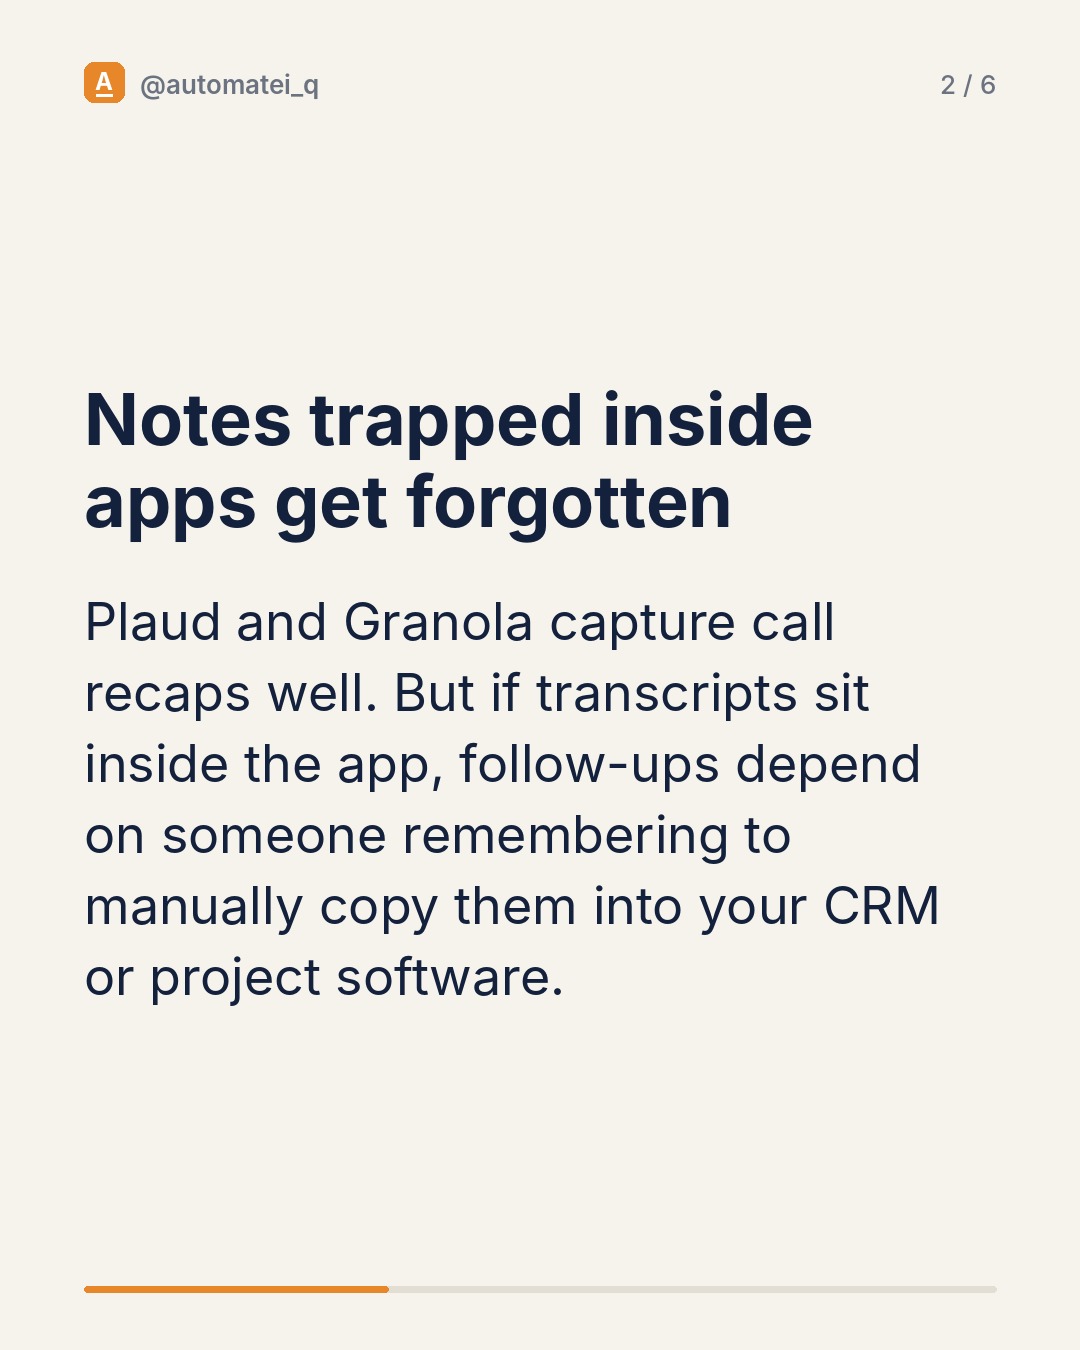 A
@automatei_q
2 / 6
Notes trapped inside
apps get forgotten
Plaud and Granola capture call
recaps well. But if transcripts sit
inside the app, follow-ups depend
on someone remembering to
manually copy them into your CRM
or project software.